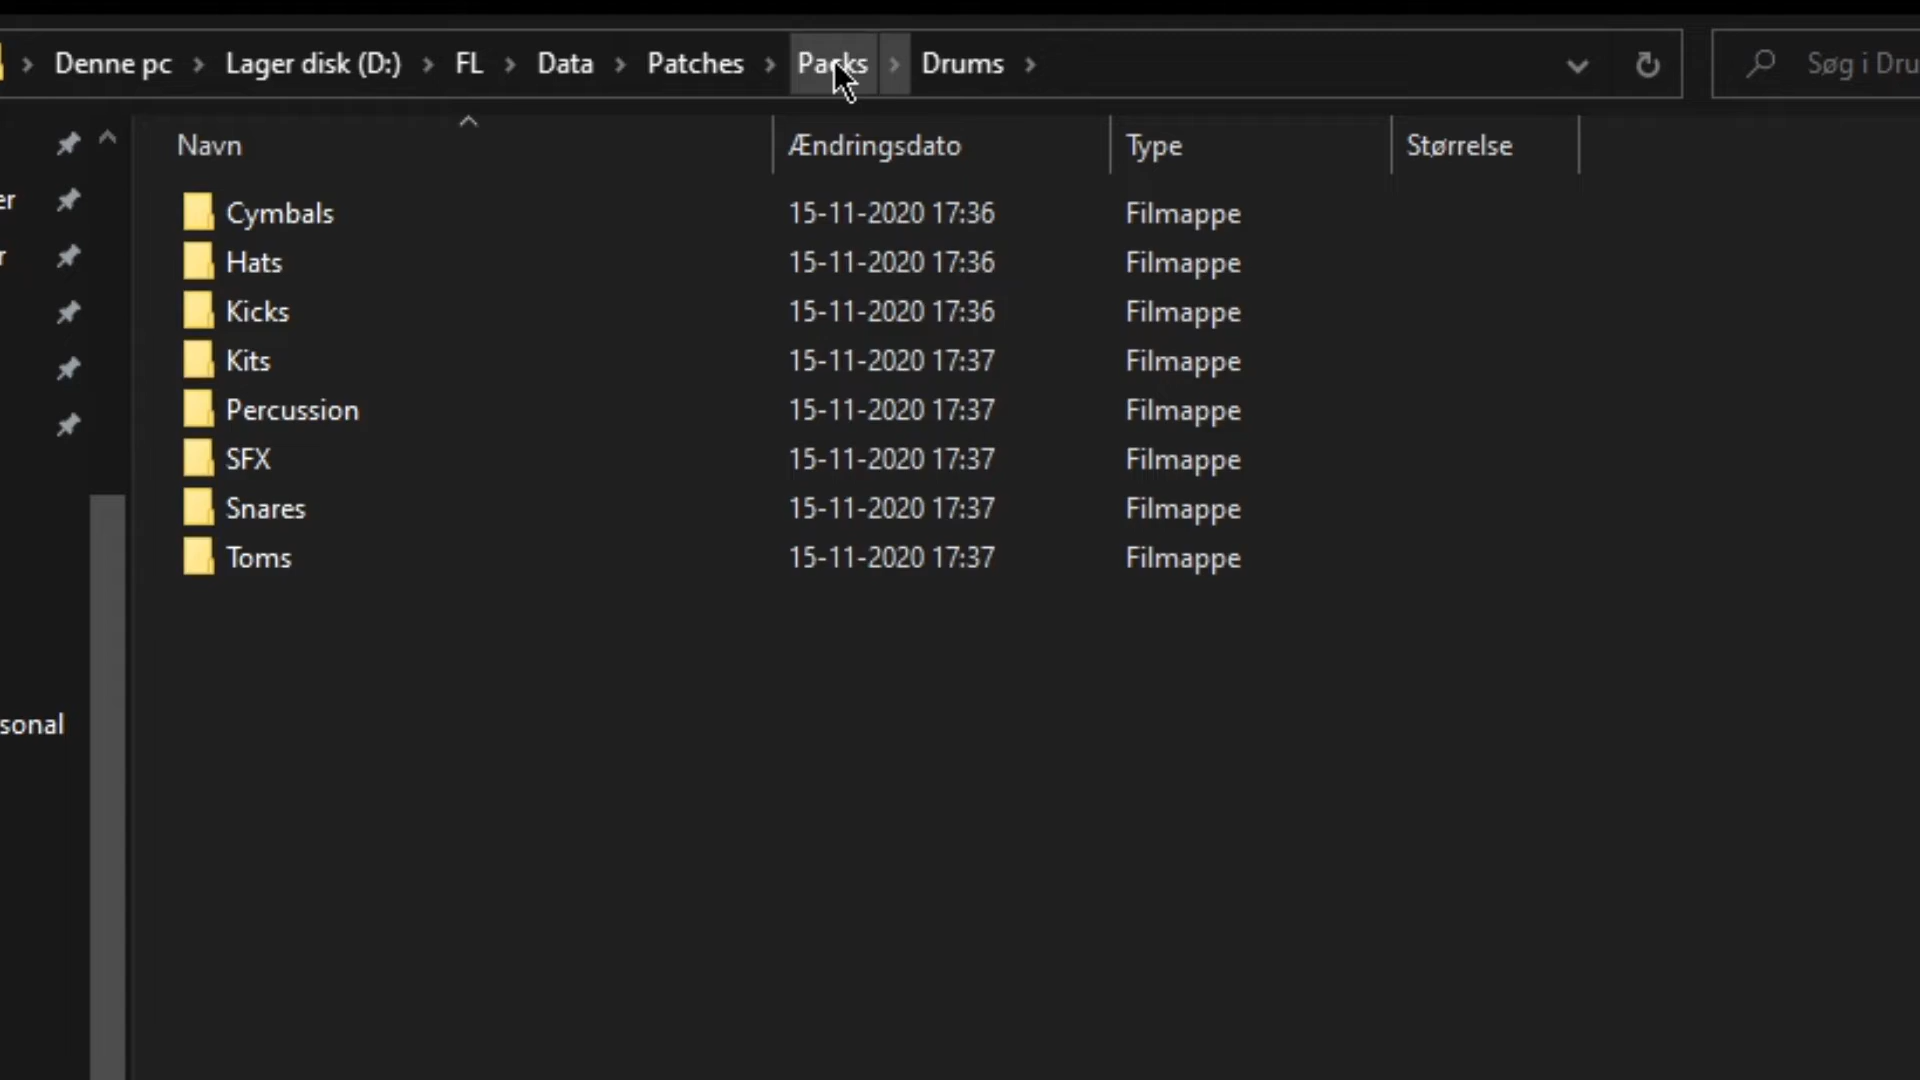 Denne pc Lager disk (D:) FL Data Patches Packs Drums Søg i Dru
Navn Ændringsdato Type Størrelse
Cymbals 15-11-2020 17:36 Filmappe
er
Hats 15-11-2020 17:36 Filmappe
r
Kicks 15-11-2020 17:36 Filmappe
Kits 15-11-2020 17:37 Filmappe
Percussion 15-11-2020 17:37 Filmappe
SFX 15-11-2020 17:37 Filmappe
Snares 15-11-2020 17:37 Filmappe
Toms 15-11-2020 17:37 Filmappe
sonal